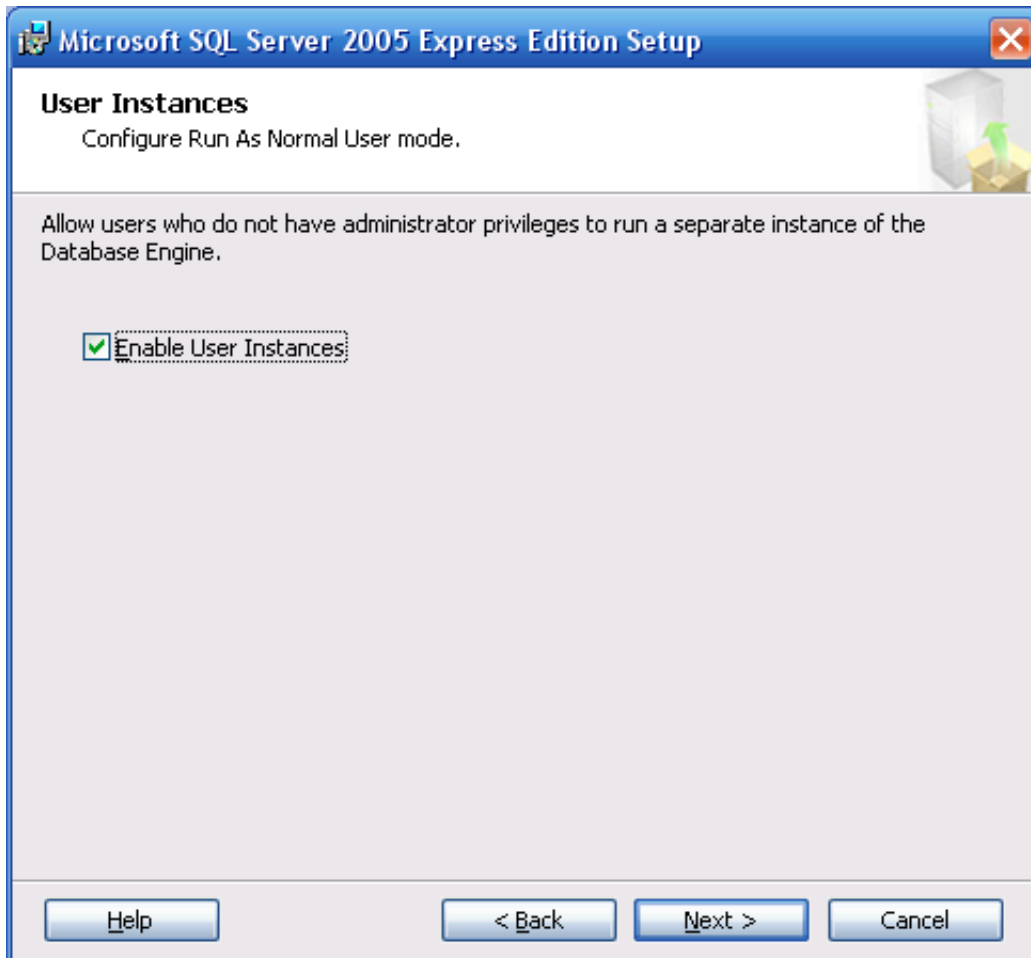 Microsoft SQL Server 2005 Express Edition Setup
User Instances
Configure Run As Normal User mode.
Allow users who do not have administrator privileges to run a separate instance of the
Database Engine.
Enable User Instances
Help
< Back
Next >
Cancel